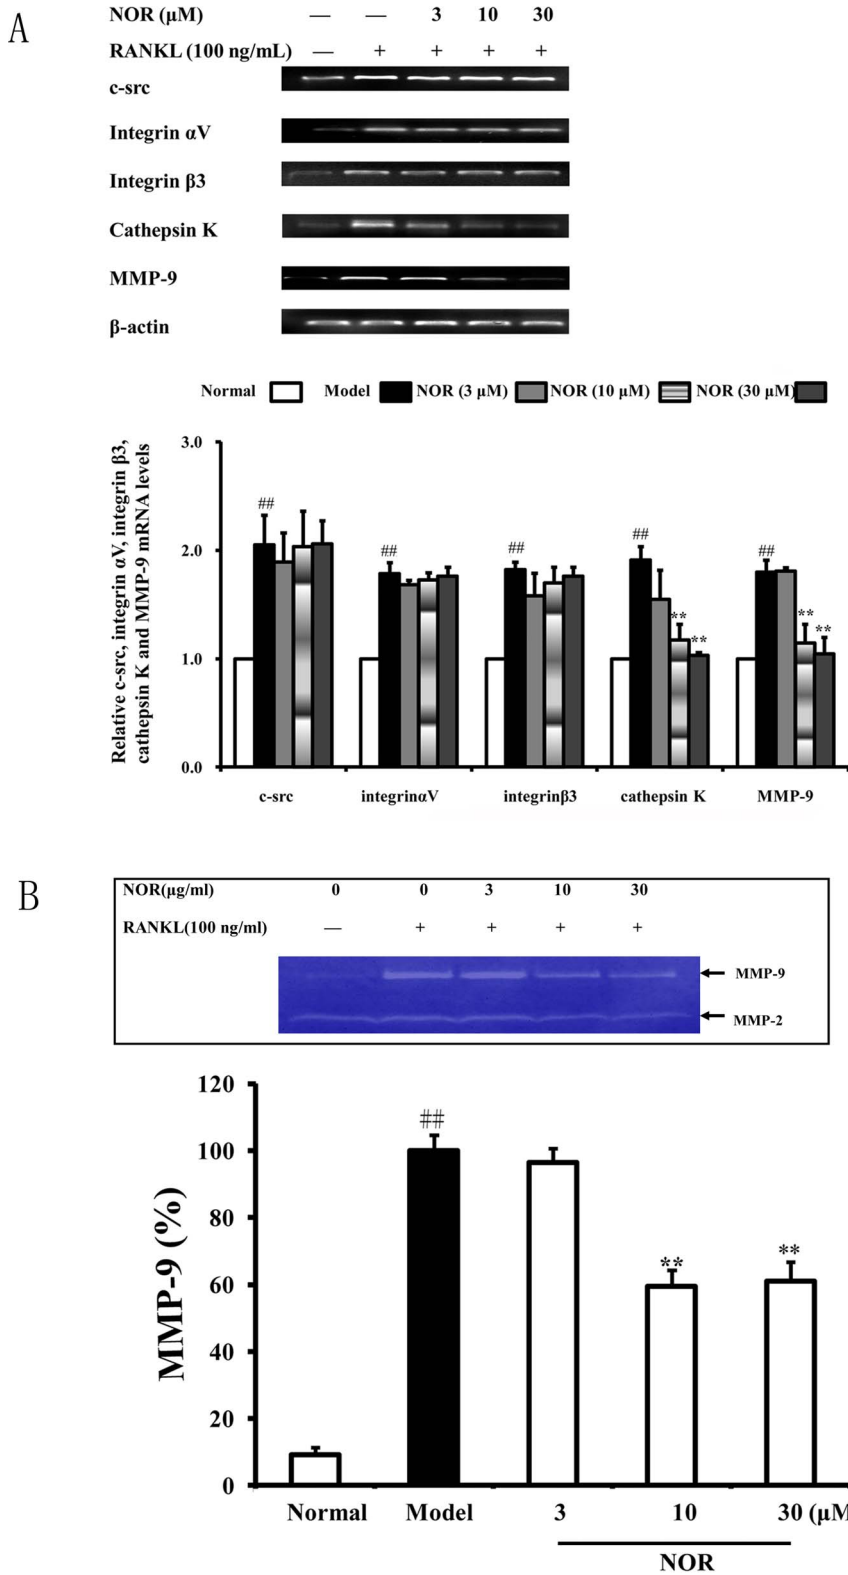 A
NOR (μM) — — 3 10 30
RANKL (100 ng/mL) — + + + +
c-src
Integrin αV
Integrin β3
Cathepsin K
MMP-9
β-actin
Normal Model NOR (3 μM) NOR (10 μM) NOR (30 μM)
Relative c-src, integrin αV, integrin β3,
cathepsin K and MMP-9 mRNA levels
3.0
2.0
1.0
0.0
## ## ## ## ##
** ** ** **
c-src integrinαV integrinβ3 cathepsin K MMP-9
B
NOR(μg/ml) 0 0 3 10 30
RANKL(100 ng/ml) — + + + +
MMP-9
MMP-2
MMP-9 (%)
120
100
80
60
40
20
0
##
** **
Normal Model 3 10 30 (μM
NOR